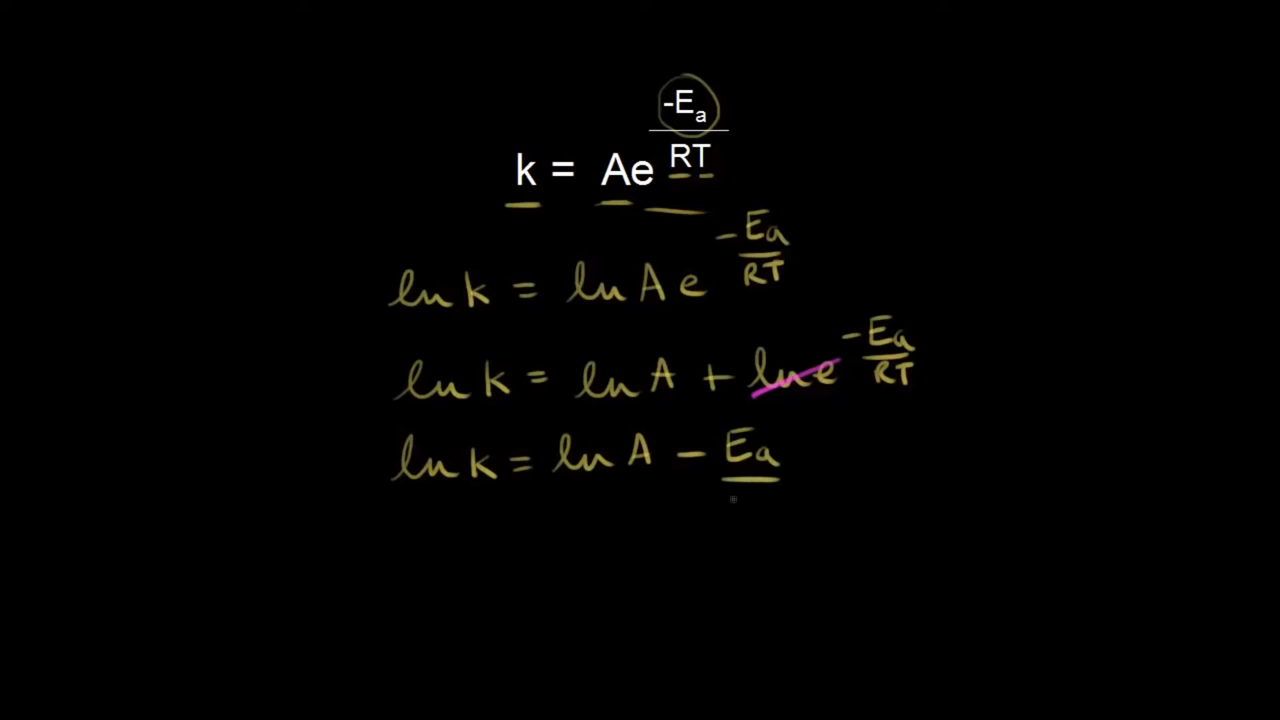 k = Ae^(-Ea/RT)
ln k = ln A e^(-Ea/RT)
ln k = ln A + ln e^(-Ea/RT)
ln k = ln A - Ea